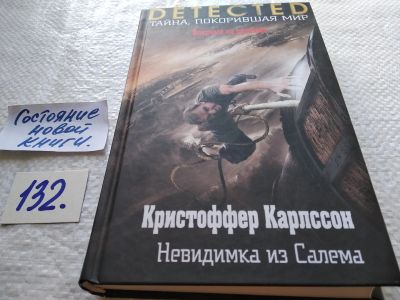 DETECTED
ТАЙНА, ПОКОРИВШАЯ МИР
Состояние
новой
книги.
132.
Кристоффер Карлссон
Невидимка из Салема